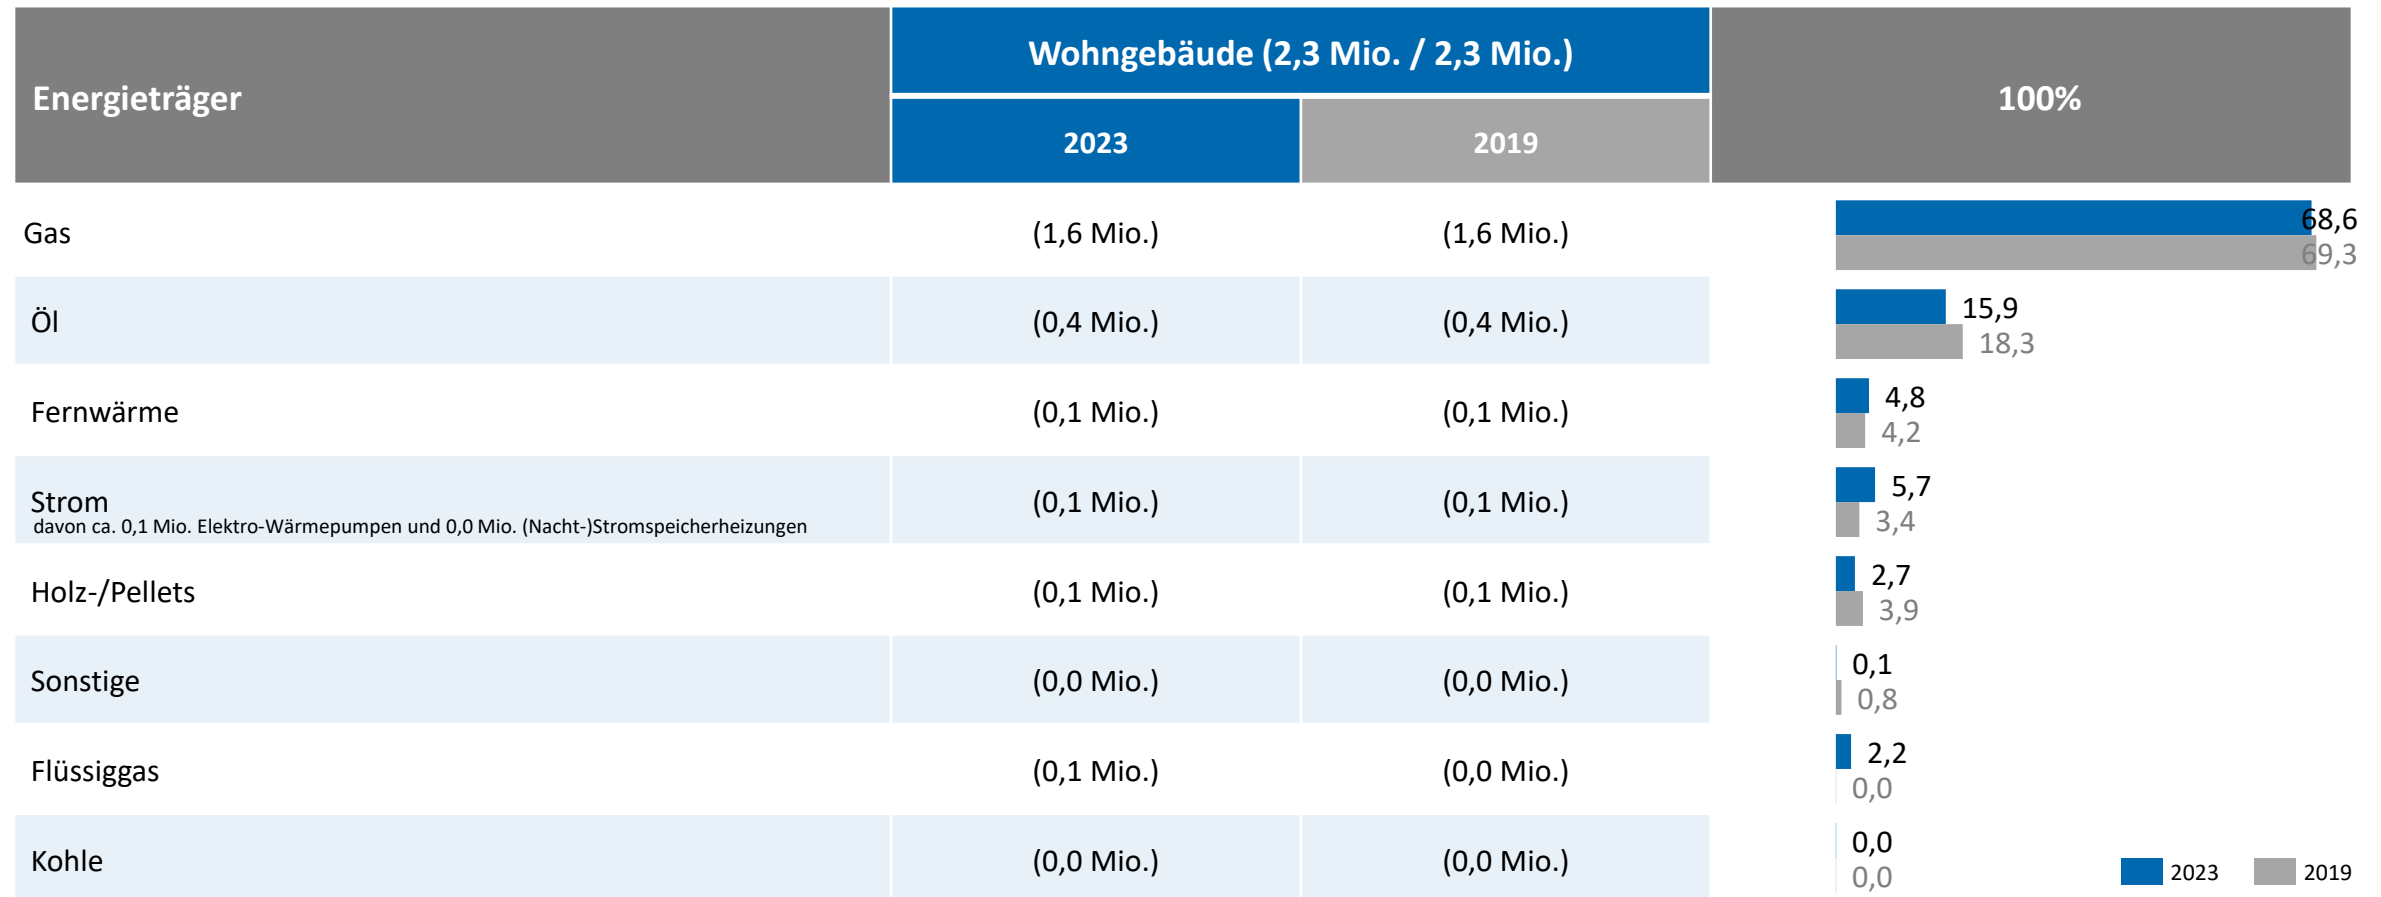 Energieträger
Wohngebäude (2,3 Mio. / 2,3 Mio.)
100%
2023
2019
Gas
(1,6 Mio.)
(1,6 Mio.)
68,6
69,3
Öl
(0,4 Mio.)
(0,4 Mio.)
15,9
18,3
Fernwärme
(0,1 Mio.)
(0,1 Mio.)
4,8
4,2
Strom
davon ca. 0,1 Mio. Elektro-Wärmepumpen und 0,0 Mio. (Nacht-)Stromspeicherheizungen
(0,1 Mio.)
(0,1 Mio.)
5,7
3,4
Holz-/Pellets
(0,1 Mio.)
(0,1 Mio.)
2,7
3,9
Sonstige
(0,0 Mio.)
(0,0 Mio.)
0,1
0,8
Flüssiggas
(0,1 Mio.)
(0,0 Mio.)
2,2
0,0
Kohle
(0,0 Mio.)
(0,0 Mio.)
0,0
0,0
2023
2019